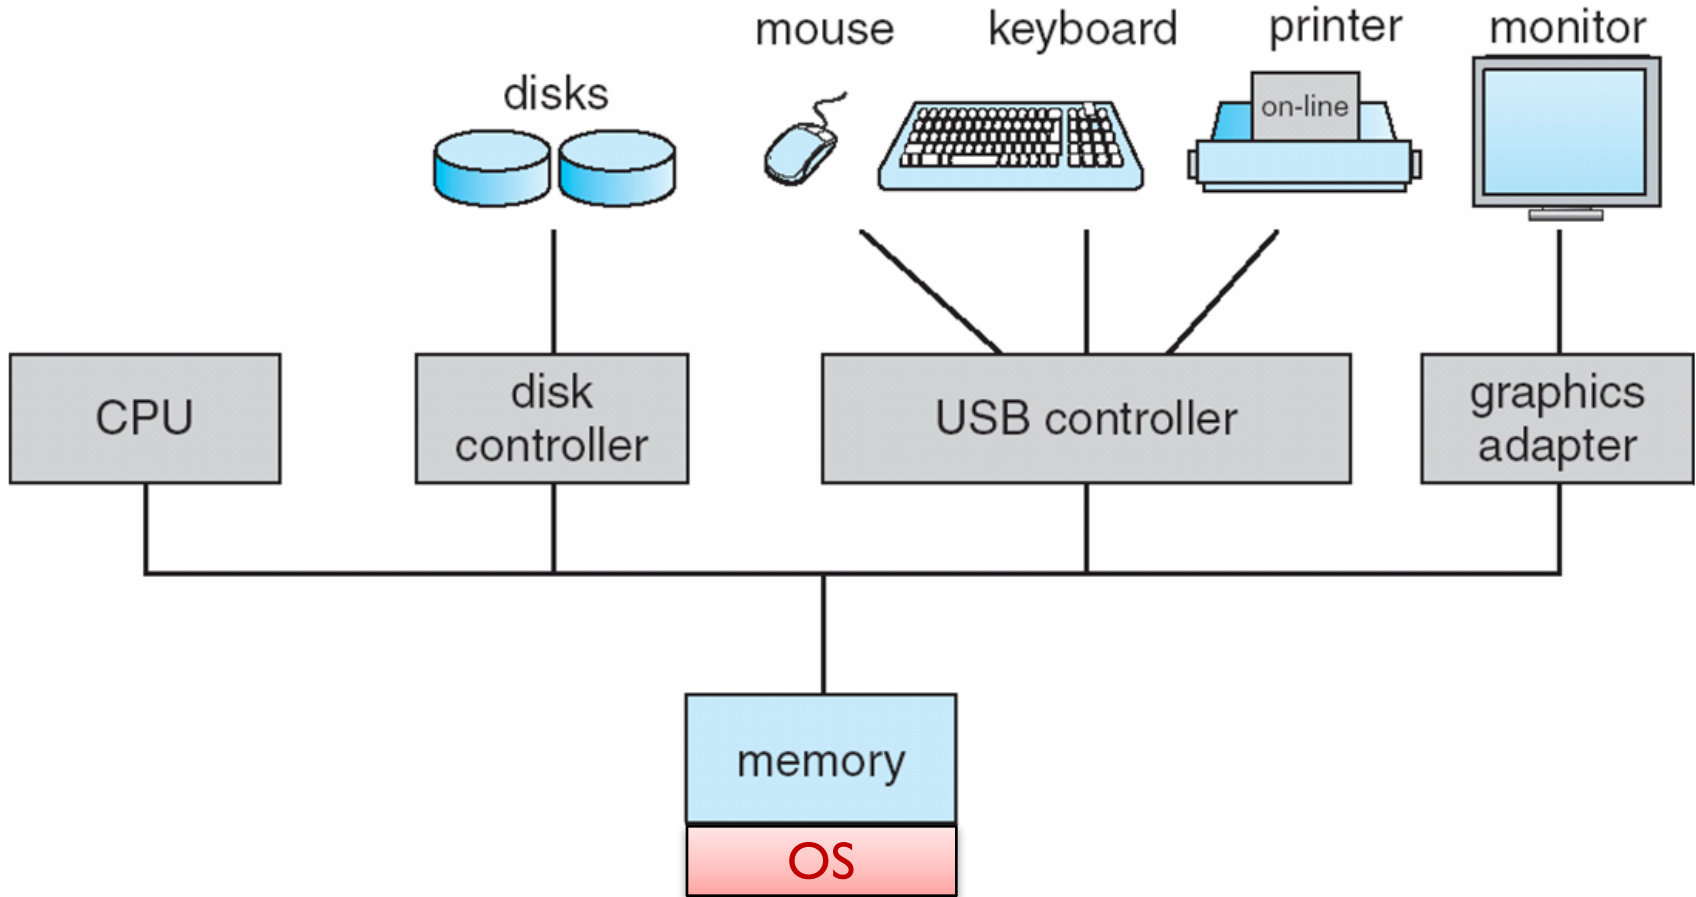 mouse
keyboard
printer
monitor
disks
on-line
CPU
disk
controller
USB controller
graphics
adapter
memory
OS